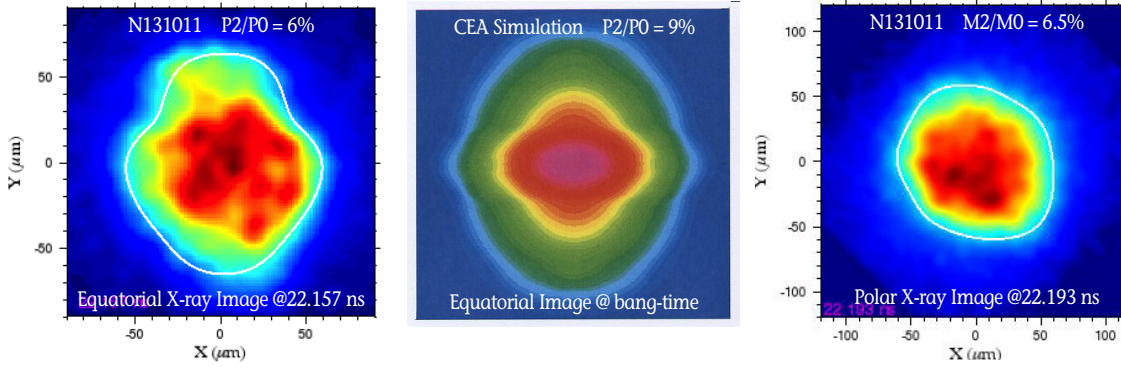 N131011 P2/P0 = 6%
50
0
-50
Y (μm)
Equatorial X-ray Image @22.157 ns
-50
0
50
X (μm)
CEA Simulation P2/P0 = 9%
Equatorial Image @ bang-time
N131011 M2/M0 = 6.5%
100
50
0
-50
-100
Y (μm)
Polar X-ray Image @22.193 ns
22.193 ns
-100
-50
0
50
100
X (μm)